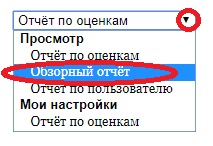 Отчёт по оценкам
Просмотр
Отчёт по оценкам
Обзорный отчёт
Отчёт по пользователю
Мои настройки
Отчёт по оценкам